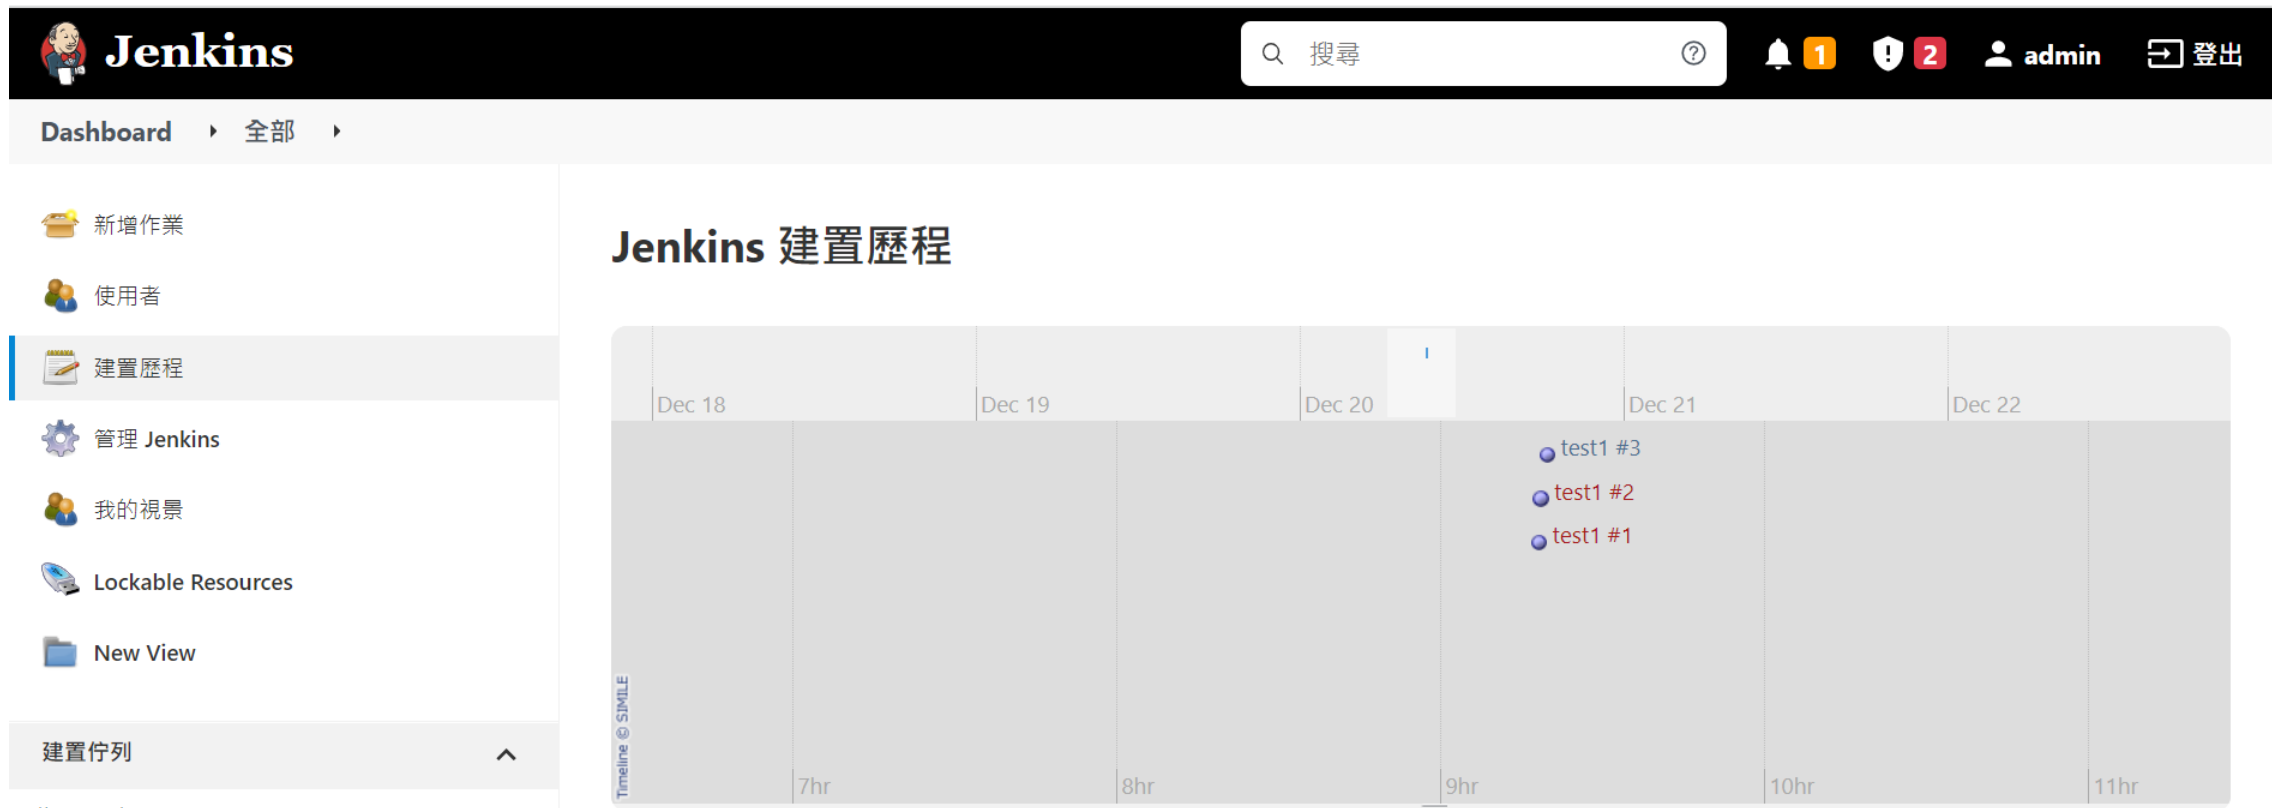 Jenkins
搜尋
1
2
admin
登出
Dashboard
全部
新增作業
使用者
建置歷程
管理 Jenkins
我的視景
Lockable Resources
New View
建置佇列
Jenkins 建置歷程
Dec 18
Dec 19
Dec 20
Dec 21
Dec 22
test1 #3
test1 #2
test1 #1
Timeline © SIMILE
7hr
8hr
9hr
10hr
11hr